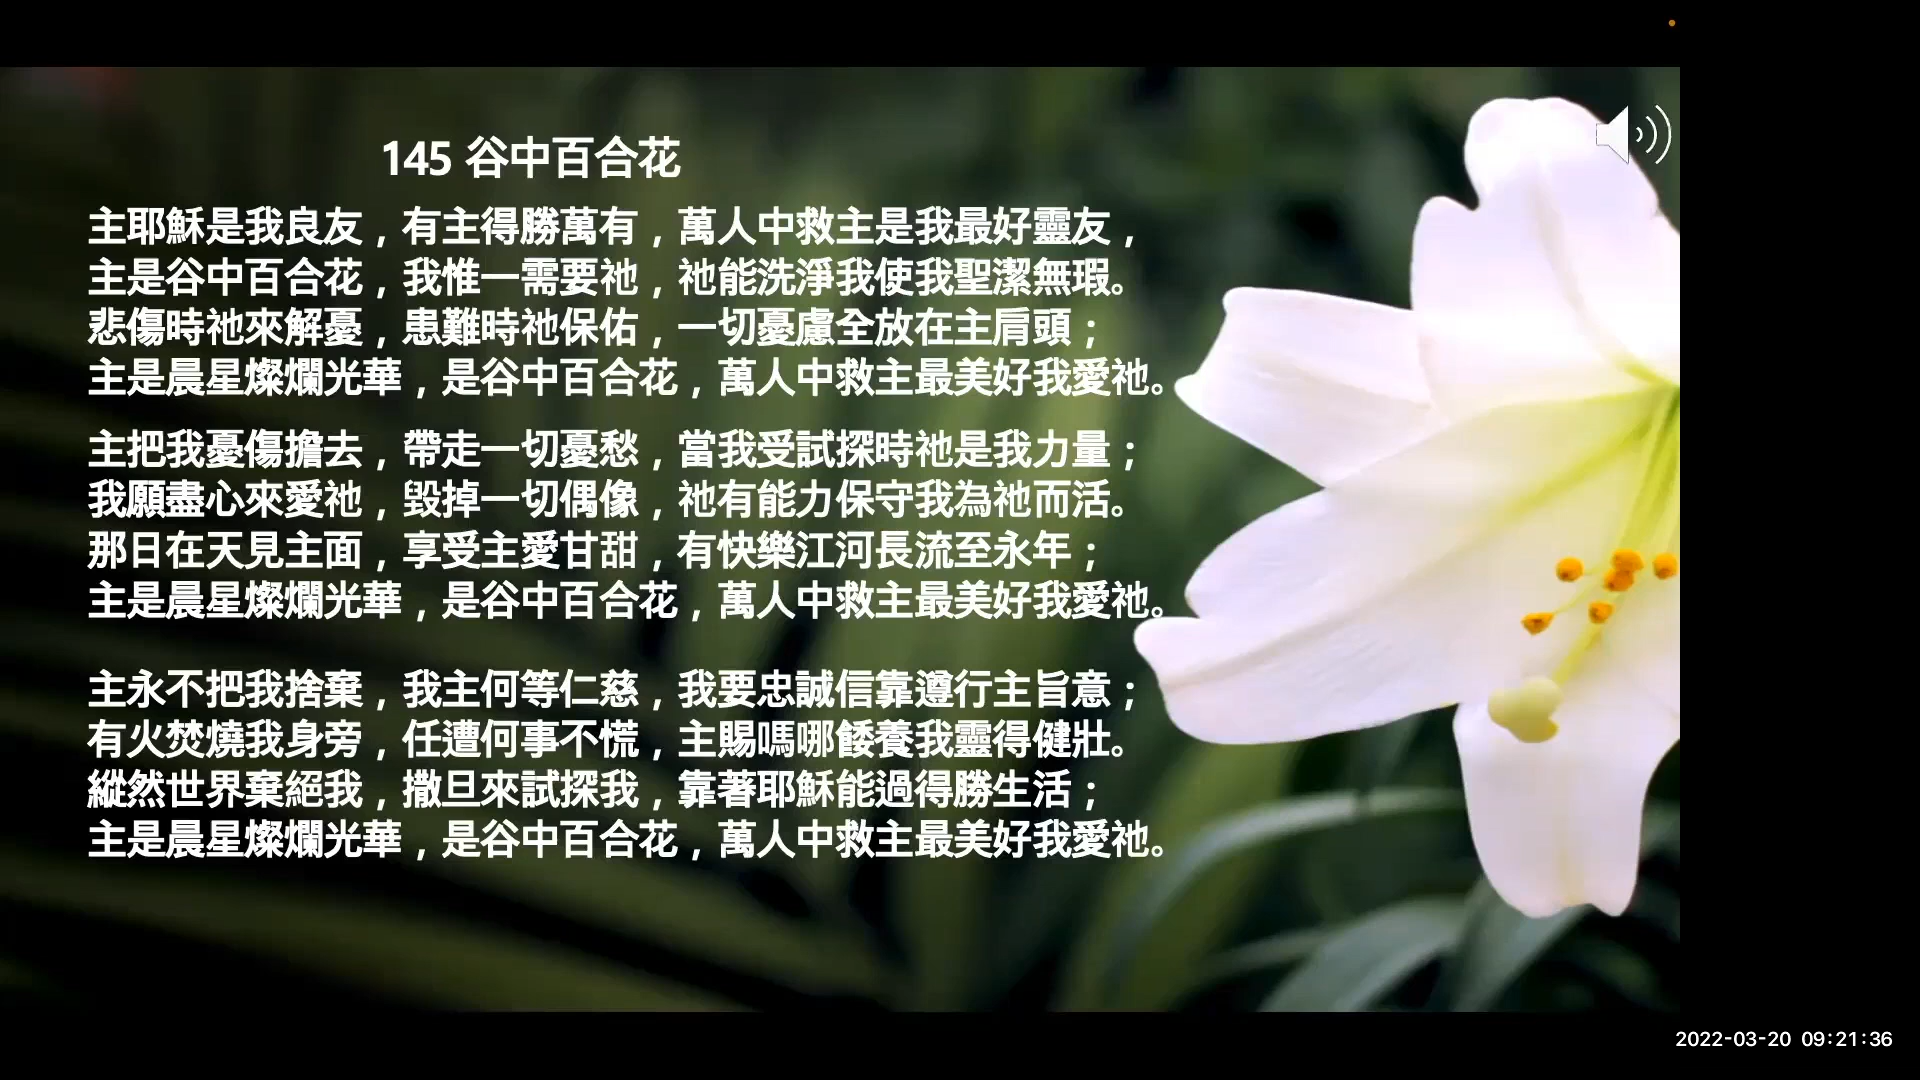 145 谷中百合花
主耶穌是我良友，有主得勝萬有，萬人中救主是我最好靈友，
主是谷中百合花，我惟一需要祂，祂能洗淨我使我聖潔無瑕。
悲傷時祂來解憂，患難時祂保佑，一切憂慮全放在主肩頭；
主是晨星燦爛光華，是谷中百合花，萬人中救主最美好我愛祂。
主把我憂傷擔去，帶走一切憂愁，當我受試探時祂是我力量；
我願盡心來愛祂，毀掉一切偶像，祂有能力保守我為祂而活。
那日在天見主面，享受主愛甘甜，有快樂江河長流至永年；
主是晨星燦爛光華，是谷中百合花，萬人中救主最美好我愛祂。
主永不把我捨棄，我主何等仁慈，我要忠誠信靠遵行主旨意；
有火焚燒我身旁，任遭何事不慌，主賜嗎哪餧養我靈得健壯。
縱然世界棄絕我，撒旦來試探我，靠著耶穌能過得勝生活；
主是晨星燦爛光華，是谷中百合花，萬人中救主最美好我愛祂。
2022-03-20 09:21:36